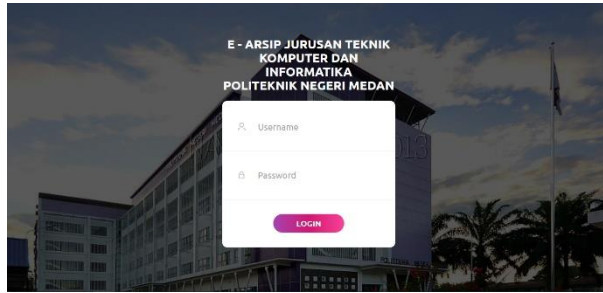 E - ARSIP JURUSAN TEKNIK
KOMPUTER DAN
INFORMATIKA
POLITEKNIK NEGERI MEDAN
Username
Password
LOGIN